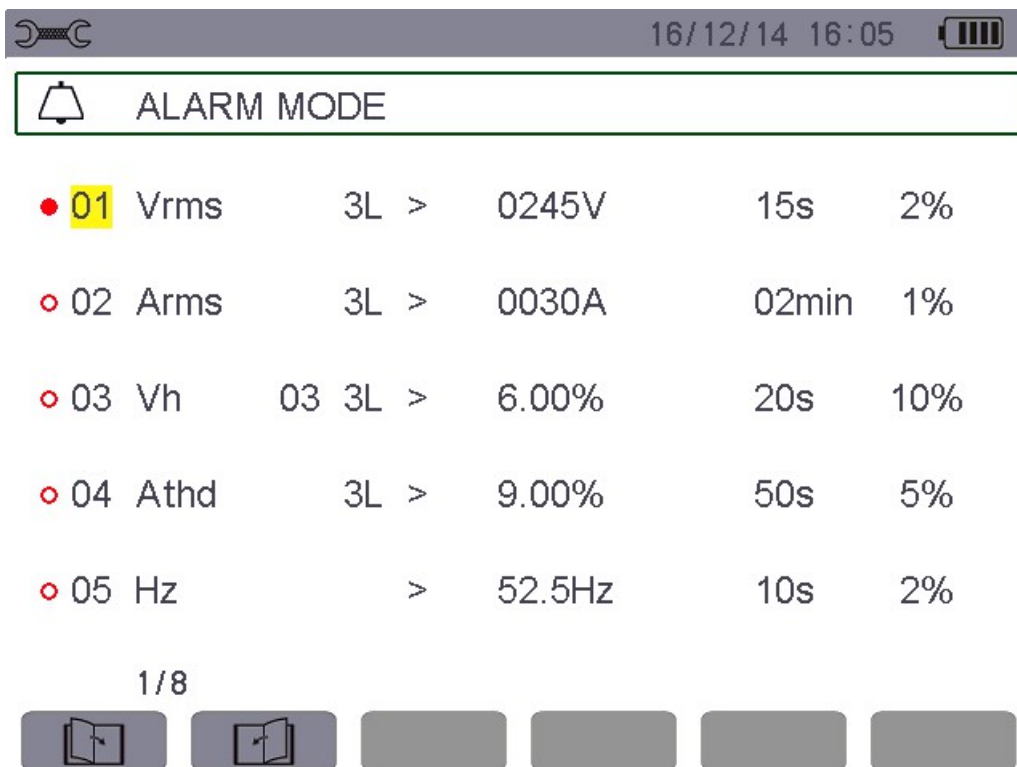 16/12/14 16:05
ALARM MODE
01 Vrms 3L > 0245V 15s 2%
02 Arms 3L > 0030A 02min 1%
03 Vh 03 3L > 6.00% 20s 10%
04 Athd 3L > 9.00% 50s 5%
05 Hz > 52.5Hz 10s 2%
1/8